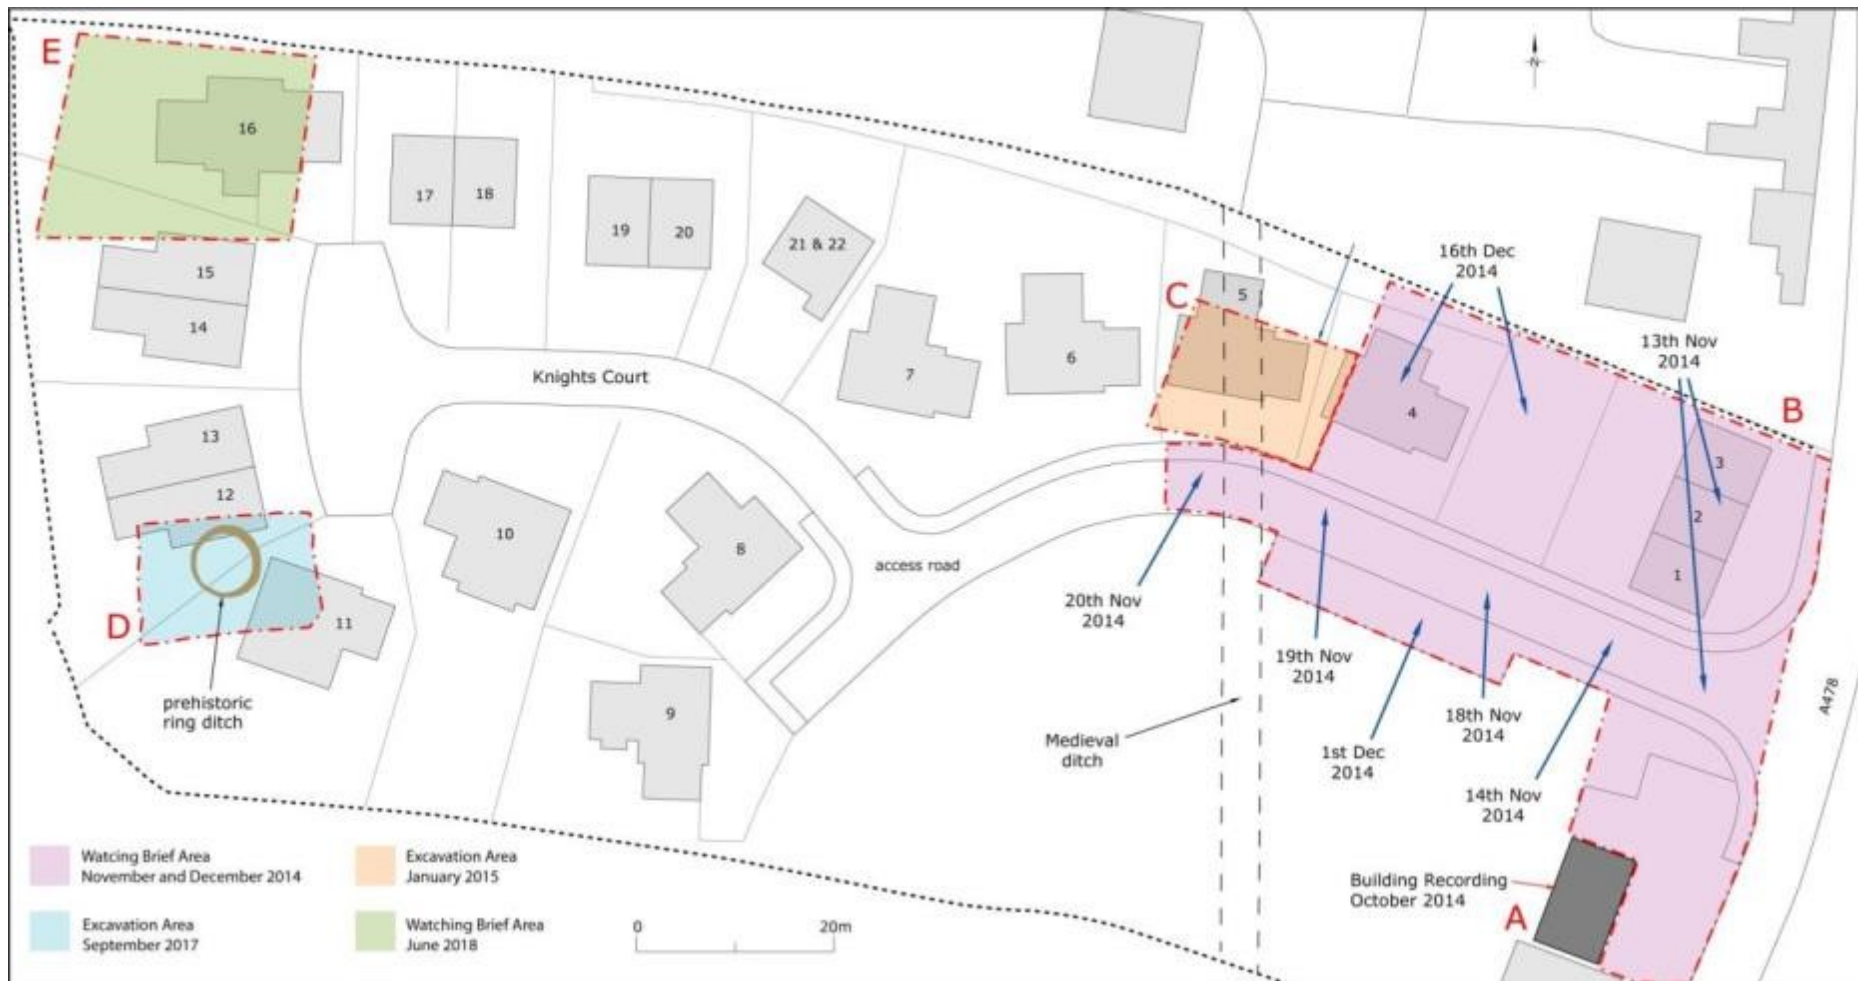 E
N
16
17
18
19
20
21 & 22
15
14
C
5
16th Dec
2014
13th Nov
2014
B
7
6
4
3
2
1
Knights Court
13
12
10
8
access road
D
11
prehistoric
ring ditch
9
20th Nov
2014
19th Nov
2014
Medieval
ditch
1st Dec
2014
18th Nov
2014
14th Nov
2014
A478
Building Recording
October 2014
A
Watcing Brief Area
November and December 2014
Excavation Area
January 2015
Excavation Area
September 2017
Watching Brief Area
June 2018
0
20m